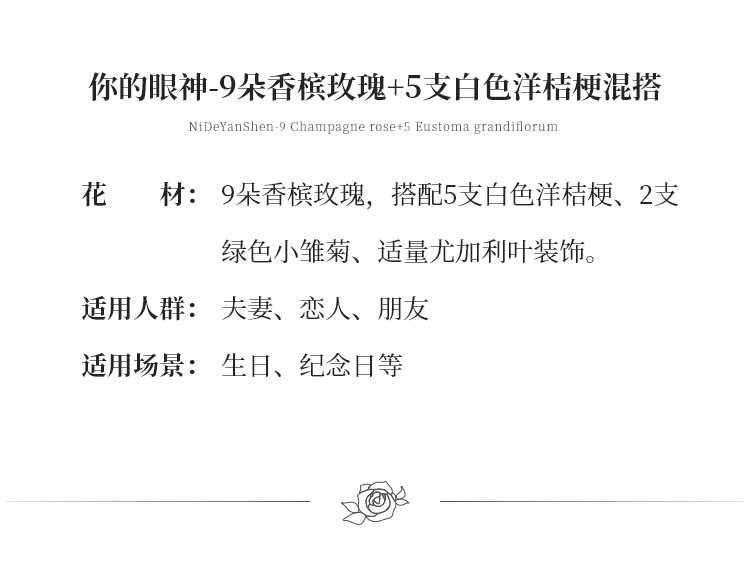 你的眼神-9朵香槟玫瑰+5支白色洋桔梗混搭
NiDeYanShen-9 Champagne rose+5 Eustoma grandiflorum
花　　材： 9朵香槟玫瑰，搭配5支白色洋桔梗、2支
绿色小雏菊、适量尤加利叶装饰。
适用人群： 夫妻、恋人、朋友
适用场景： 生日、纪念日等